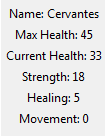 Name: Cervantes
Max Health: 45
Current Health: 33
Strength: 18
Healing: 5
Movement: 0